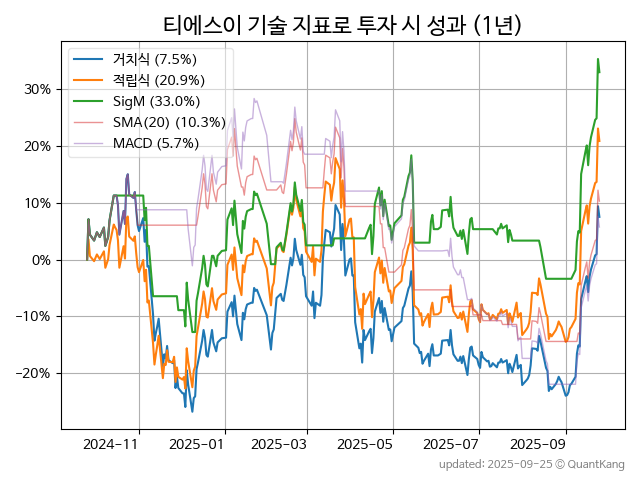 티에스이 기술 지표로 투자 시 성과 (1년)
거치식 (7.5%)
적립식 (20.9%)
SigM (33.0%)
SMA(20) (10.3%)
MACD (5.7%)
30%
20%
10%
0%
−10%
−20%
2024-11 2025-01 2025-03 2025-05 2025-07 2025-09
updated: 2025-09-25 © QuantKang